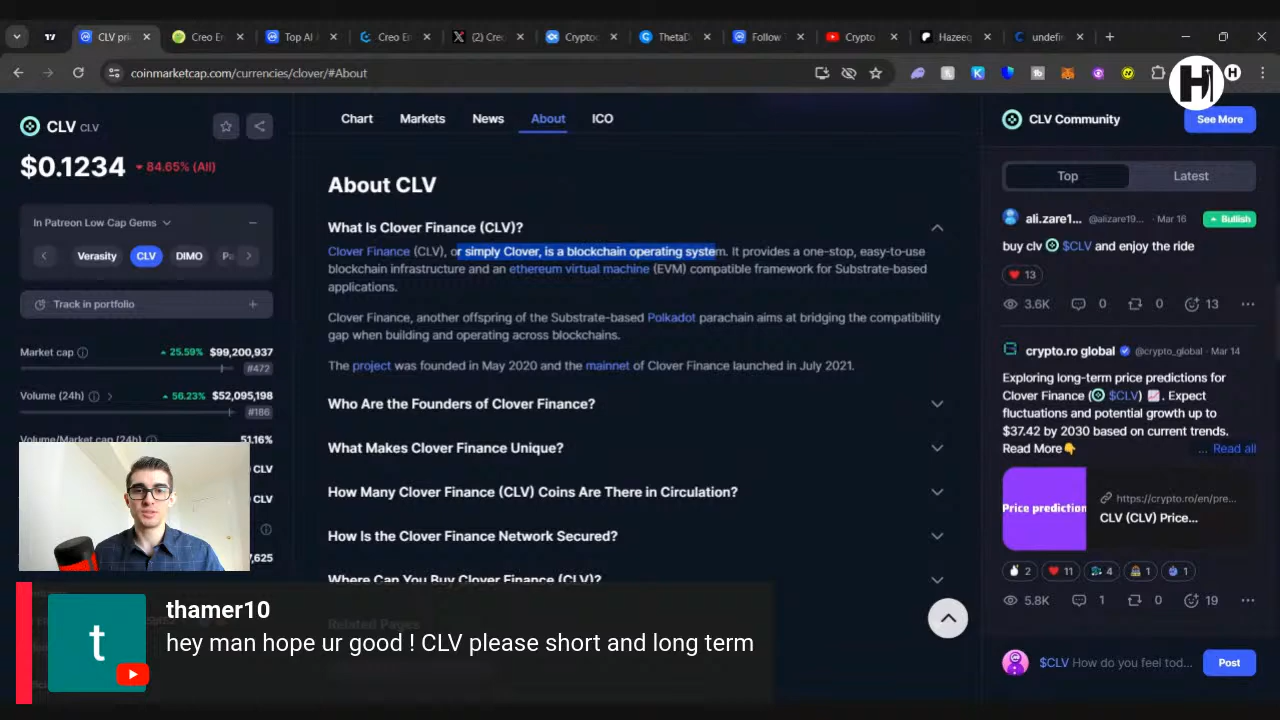 CLV pri
Creo En
Top AI
Creo E
(2) Cre
Cryptoc
ThetaD
Follow
Crypto
Hazeeq
undefin
coinmarketcap.com/currencies/clover/#About
H
H
CLV CLV
$0.1234
84.65% (All)
In Patreon Low Cap Gems
Verasity
CLV
DIMO
Track in portfolio
Market cap
25.59% $99,200,937
#472
Volume (24h)
56.23% $52,095,198
#186
Volume/Market cap (24h)
51.16%
CLV
CLV
7,625
Chart
Markets
News
About
ICO
About CLV
What Is Clover Finance (CLV)?
Clover Finance (CLV), or simply Clover, is a blockchain operating system. It provides a one-stop, easy-to-use
blockchain infrastructure and an ethereum virtual machine (EVM) compatible framework for Substrate-based
applications.
Clover Finance, another offspring of the Substrate-based Polkadot parachain aims at bridging the compatibility
gap when building and operating across blockchains.
The project was founded in May 2020 and the mainnet of Clover Finance launched in July 2021.
Who Are the Founders of Clover Finance?
What Makes Clover Finance Unique?
How Many Clover Finance (CLV) Coins Are There in Circulation?
How Is the Clover Finance Network Secured?
Where Can You Buy Clover Finance (CLV)?
Related Pages
CLV Community
See More
Top
Latest
ali.zare1... @alizare19... · Mar 16
Bullish
buy clv $CLV and enjoy the ride
13
3.6K
0
0
13
crypto.ro global @crypto_global · Mar 14
Exploring long-term price predictions for
Clover Finance ( $CLV) 📈. Expect
fluctuations and potential growth up to
$37.42 by 2030 based on current trends.
Read More👇
... Read all
Price prediction
https://crypto.ro/en/pre...
CLV (CLV) Price...
2
11
4
1
1
5.8K
1
0
19
$CLV How do you feel tod...
Post
t
thamer10
hey man hope ur good ! CLV please short and long term